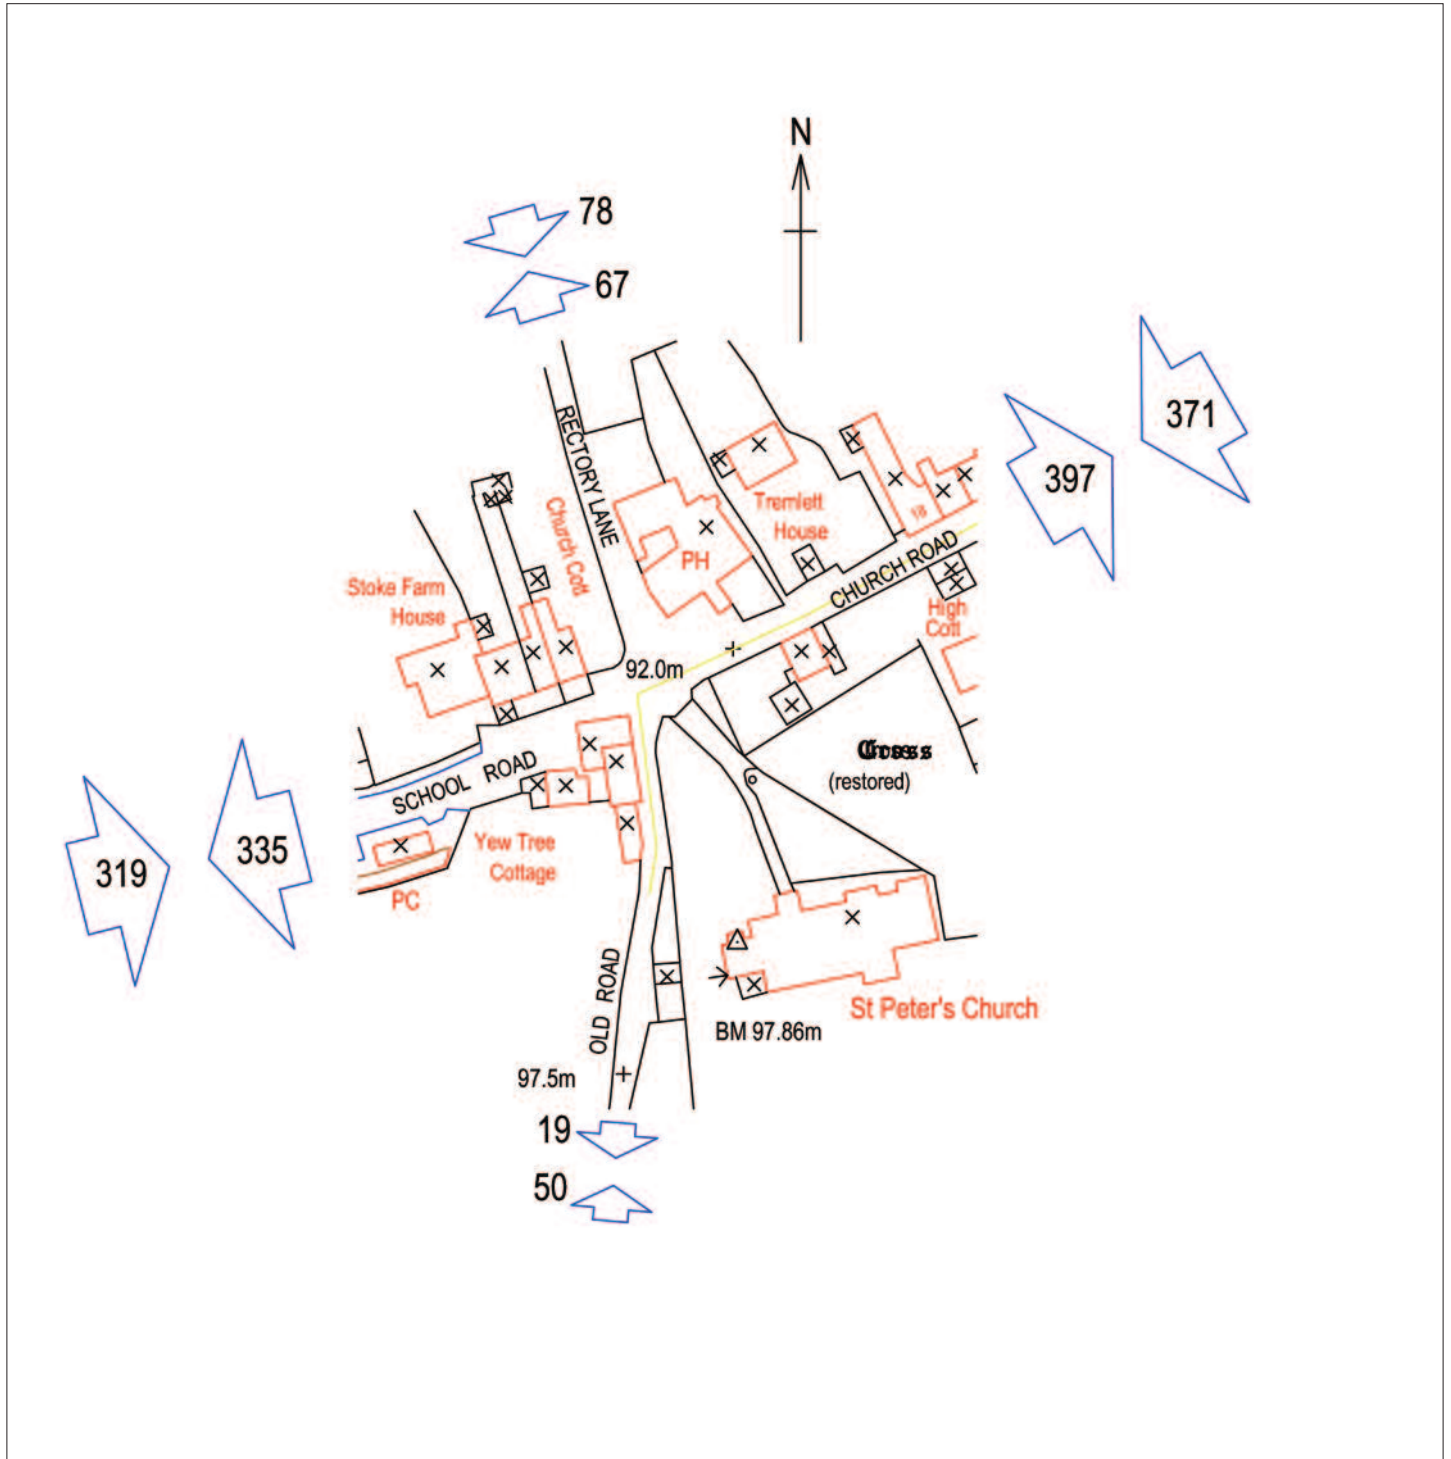 N
78
67
371
397
RECTORY LANE
Church Cott
Tremlett
House
18
PH
CHURCH ROAD
Stoke Farm
House
High
Cott
92.0m
Cross
(restored)
SCHOOL ROAD
335
319
Yew Tree
Cottage
PC
OLD ROAD
St Peter's Church
BM 97.86m
97.5m
19
50